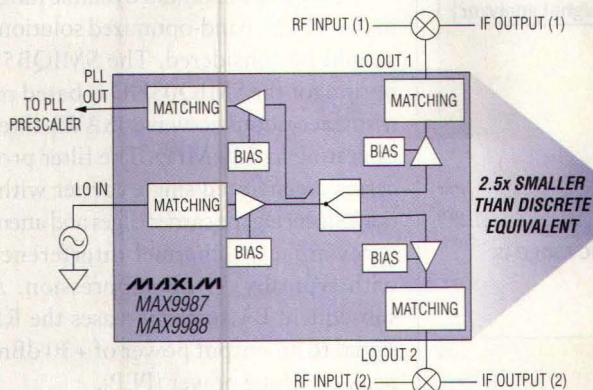 RF INPUT (1)
IF OUTPUT (1)
LO OUT 1
PLL
OUT
TO PLL
PRESCALER
MATCHING
MATCHING
BIAS
BIAS
LO IN
MATCHING
2.5x SMALLER
THAN DISCRETE
EQUIVALENT
BIAS
BIAS
MAXIM
MAX9987
MAX9988
MATCHING
LO OUT 2
RF INPUT (2)
IF OUTPUT (2)